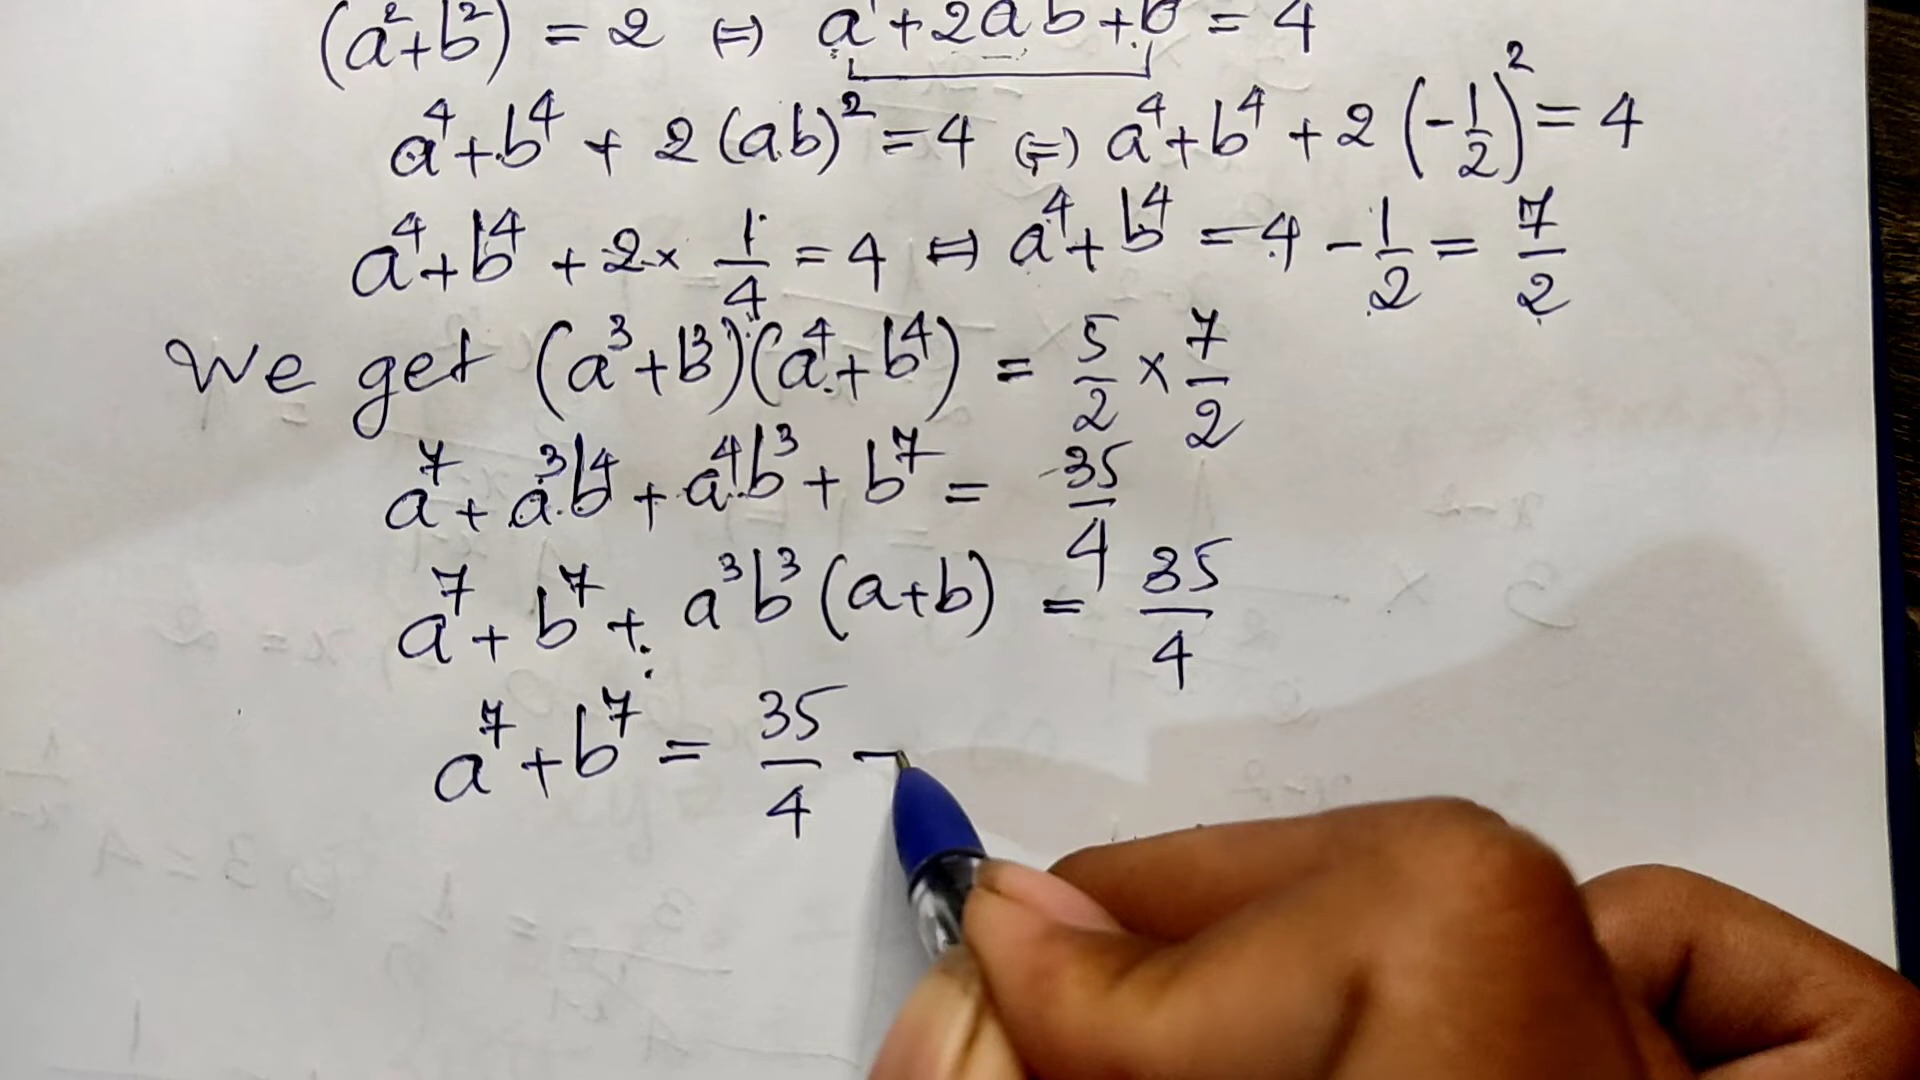 (a²+b²) = 2 ⇔ a⁴+2a²b²+b⁴ = 4
a⁴+b⁴ + 2(ab)² = 4 ⇔ a⁴+b⁴ + 2(-1/2)² = 4
a⁴+b⁴ + 2× 1/4 = 4 ⇔ a⁴+b⁴ = 4 - 1/2 = 7/2
We get (a³+b³)(a⁴+b⁴) = 5/2 × 7/2
a⁷+a³b⁴+a⁴b³+b⁷ = 35/4
a⁷+b⁷+a³b³(a+b) = 35/4
a⁷+b⁷ = 35/4 -